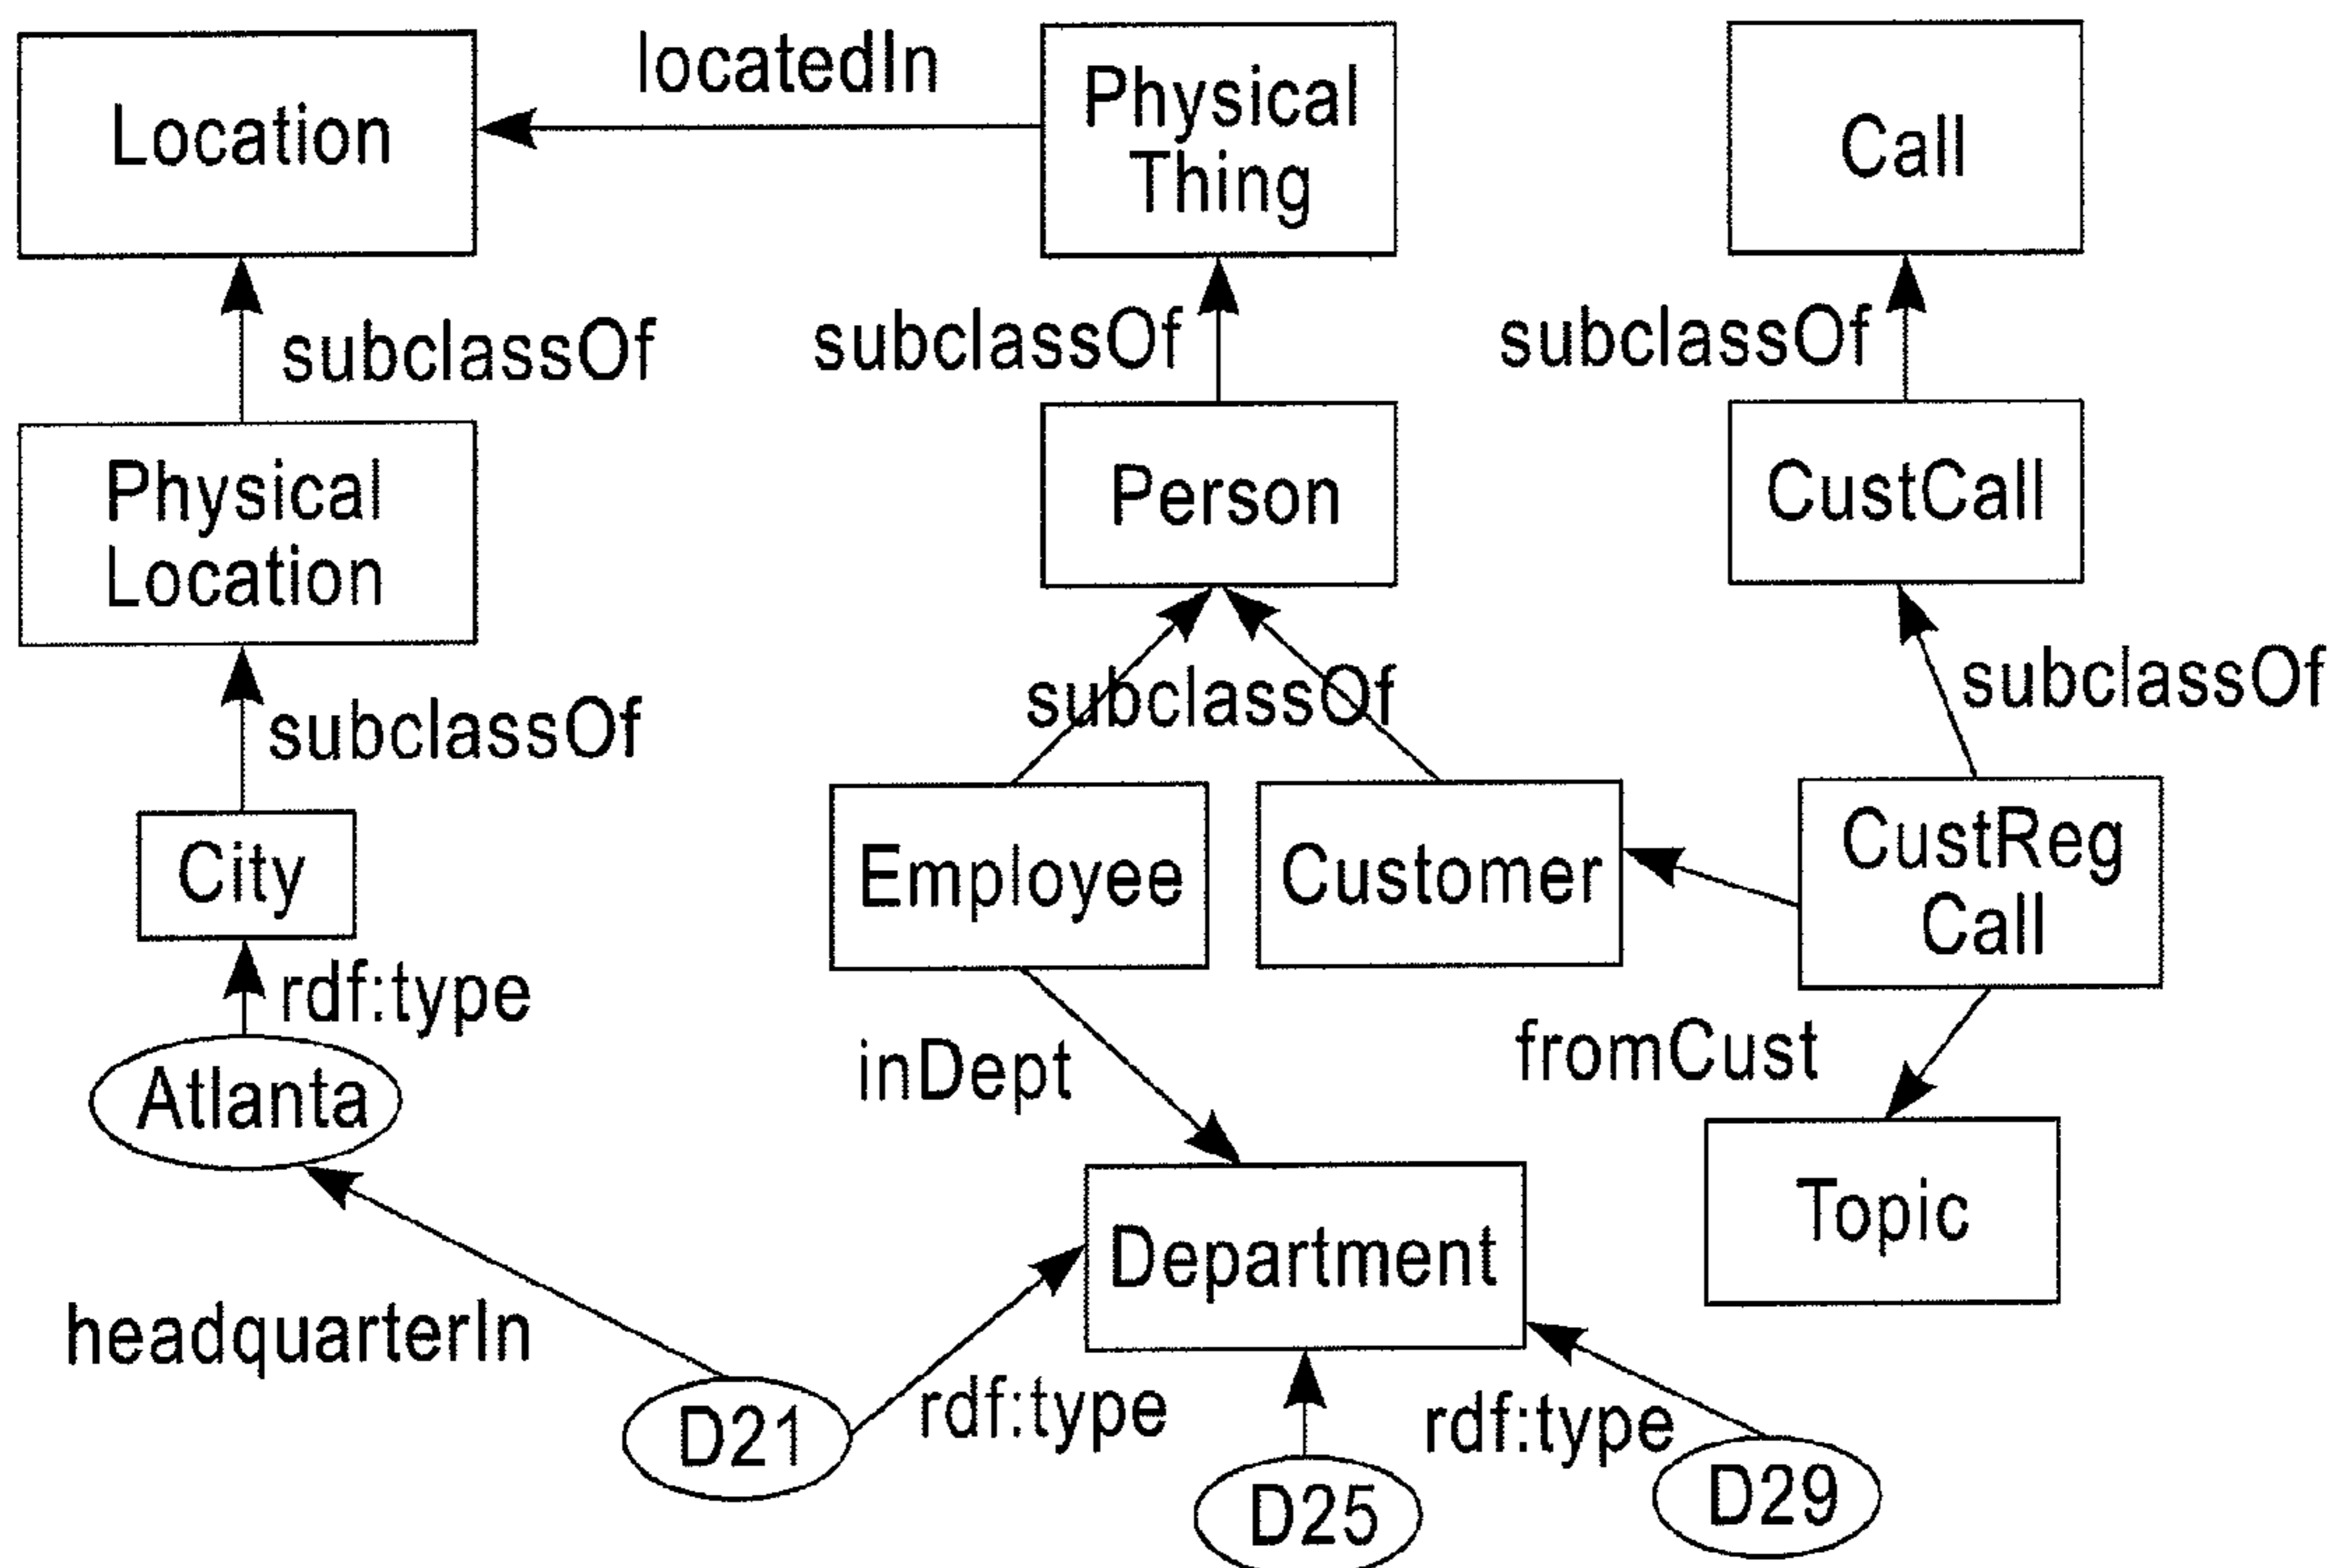 Location
locatedIn
Physical
Thing
Call
subclassOf
subclassOf
subclassOf
Physical
Location
Person
CustCall
subclassOf
subclassOf
subclassOf
City
Employee
Customer
CustReg
Call
rdf:type
Atlanta
inDept
fromCust
Department
Topic
headquarterIn
D21
rdf:type
rdf:type
D25
D29